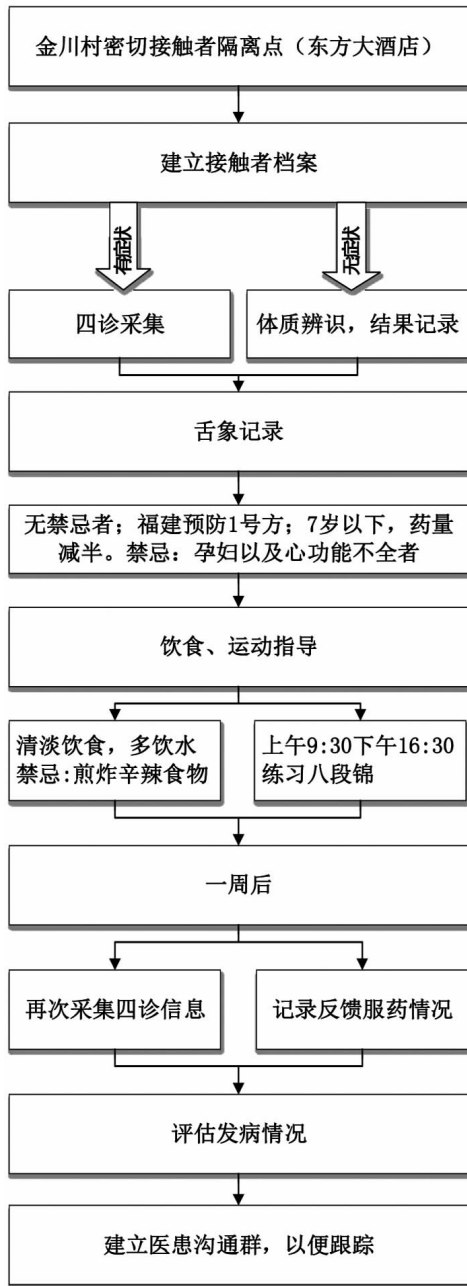 金川村密切接触者隔离点（东方大酒店）
建立接触者档案
有症状
无症状
四诊采集
体质辨识，结果记录
舌象记录
无禁忌者；福建预防1号方；7岁以下，药量
减半。禁忌：孕妇以及心功能不全者
饮食、运动指导
清淡饮食，多饮水
禁忌:煎炸辛辣食物
上午9:30下午16:30
练习八段锦
一周后
再次采集四诊信息
记录反馈服药情况
评估发病情况
建立医患沟通群，以便跟踪